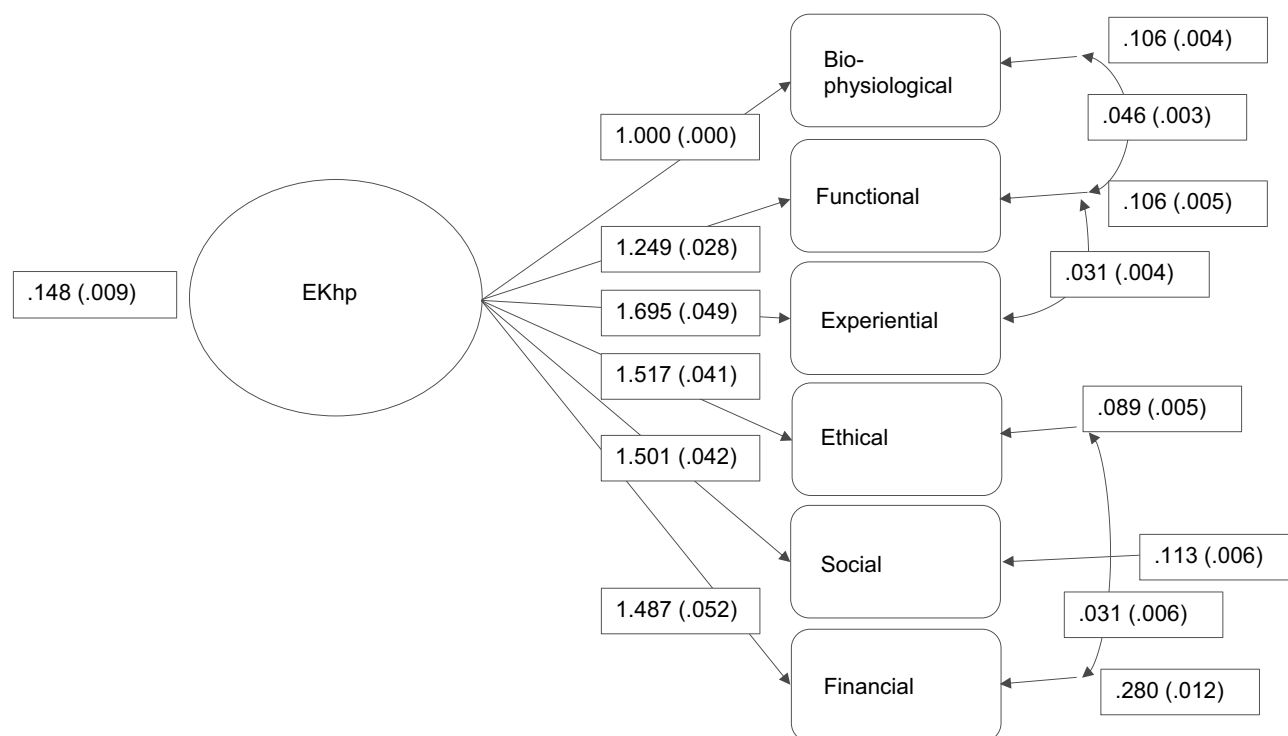 .106 (.004)
Bio-
physiological
.046 (.003)
1.000 (.000)
Functional
.106 (.005)
1.249 (.028)
.031 (.004)
.148 (.009)
EKhp
1.695 (.049)
Experiential
1.517 (.041)
.089 (.005)
Ethical
1.501 (.042)
Social
.113 (.006)
1.487 (.052)
.031 (.006)
Financial
.280 (.012)